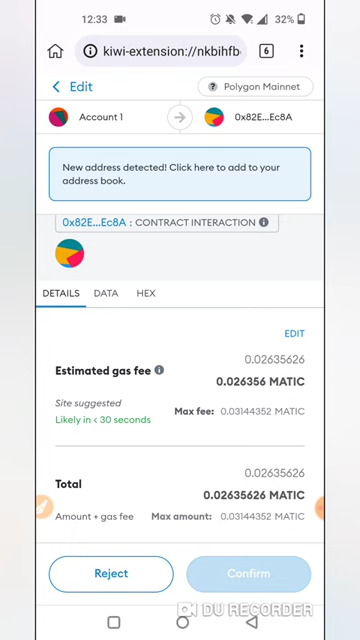 12:33
32%
kiwi-extension://nkbihfb
6
Edit
Polygon Mainnet
Account 1
0x82E...Ec8A
New address detected! Click here to add to your
address book.
0x82E...Ec8A : CONTRACT INTERACTION
DETAILS
DATA
HEX
EDIT
0.02635626
Estimated gas fee
0.026356 MATIC
Site suggested
Max fee: 0.03144352 MATIC
Likely in < 30 seconds
0.02635626
Total
0.02635626 MATIC
Amount + gas fee
Max amount: 0.03144352 MATIC
Reject
Confirm
DU RECORDER